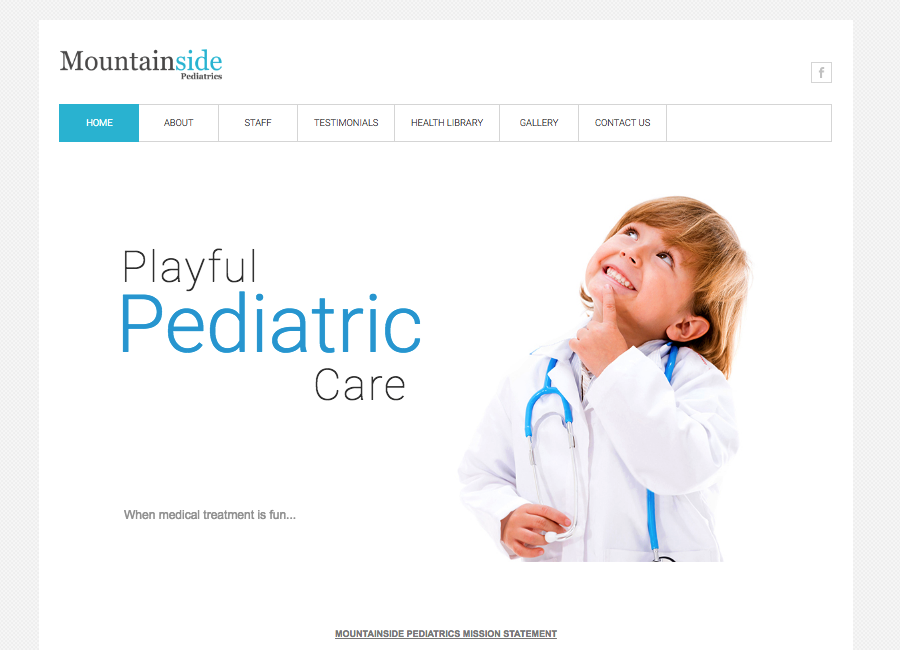 Mountainside
Pediatrics
f
HOME ABOUT STAFF TESTIMONIALS HEALTH LIBRARY GALLERY CONTACT US
Playful
Pediatric
Care
When medical treatment is fun...
MOUNTAINSIDE PEDIATRICS MISSION STATEMENT